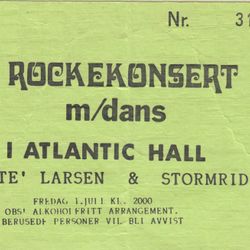 Nr. 31
ROCKEKONSERT
m/dans
I ATLANTIC HALL
TE' LARSEN & STORMRID
FREDAG 1.JULI KL. 2000
OBS! ALKOHOLFRITT ARRANGEMENT.
BERUSEDE PERSONER VIL BLI AVVIST